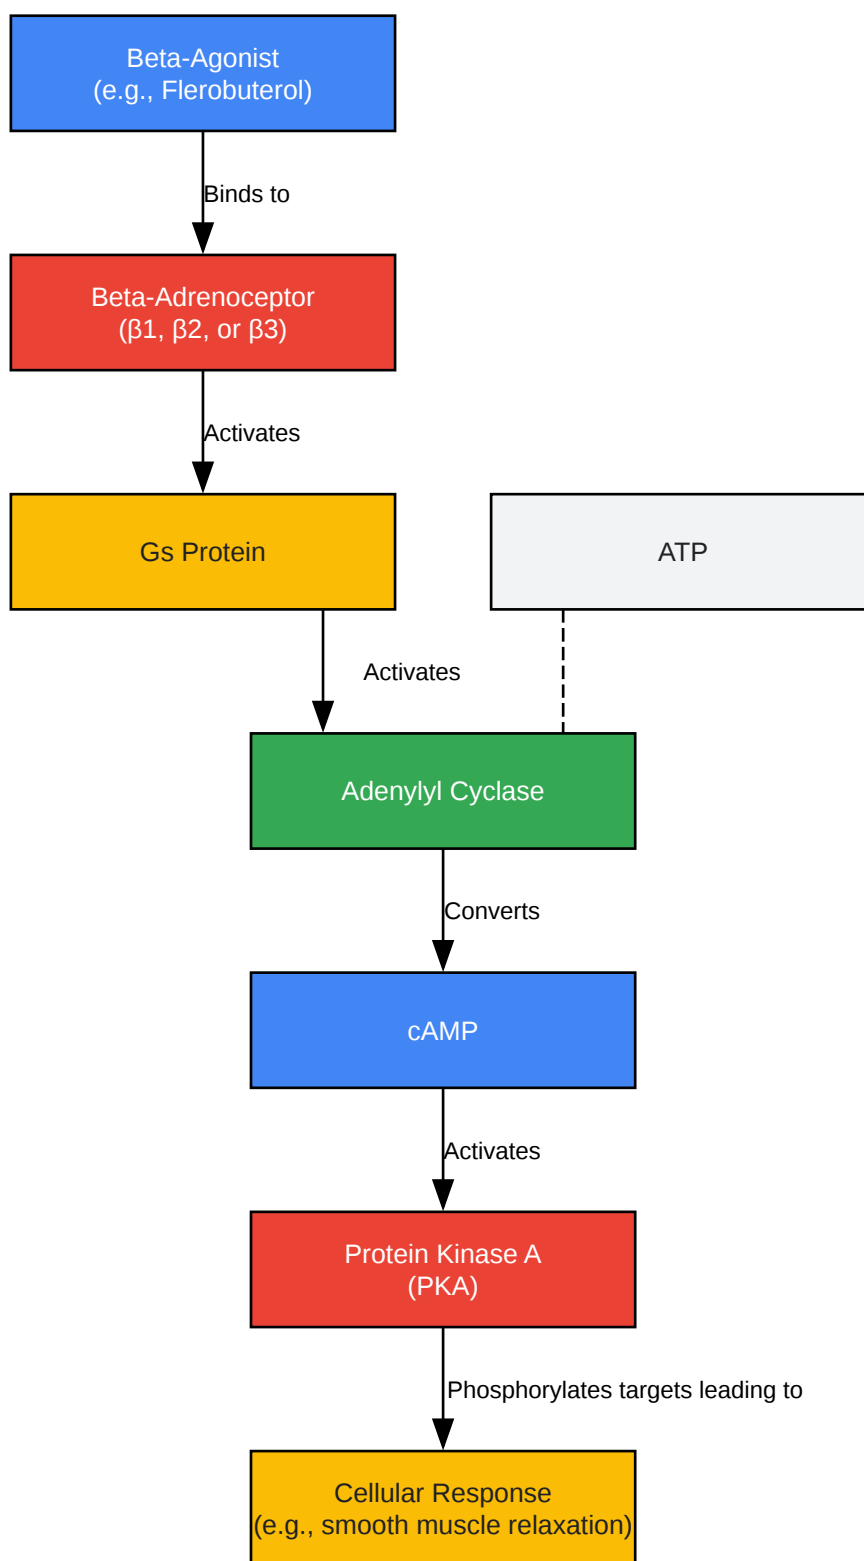 Beta-Agonist
(e.g., Flerobuterol)
Binds to
Beta-Adrenoceptor
(β1, β2, or β3)
Activates
Gs Protein
ATP
Activates
Adenylyl Cyclase
Converts
cAMP
Activates
Protein Kinase A
(PKA)
Phosphorylates targets leading to
Cellular Response
(e.g., smooth muscle relaxation)